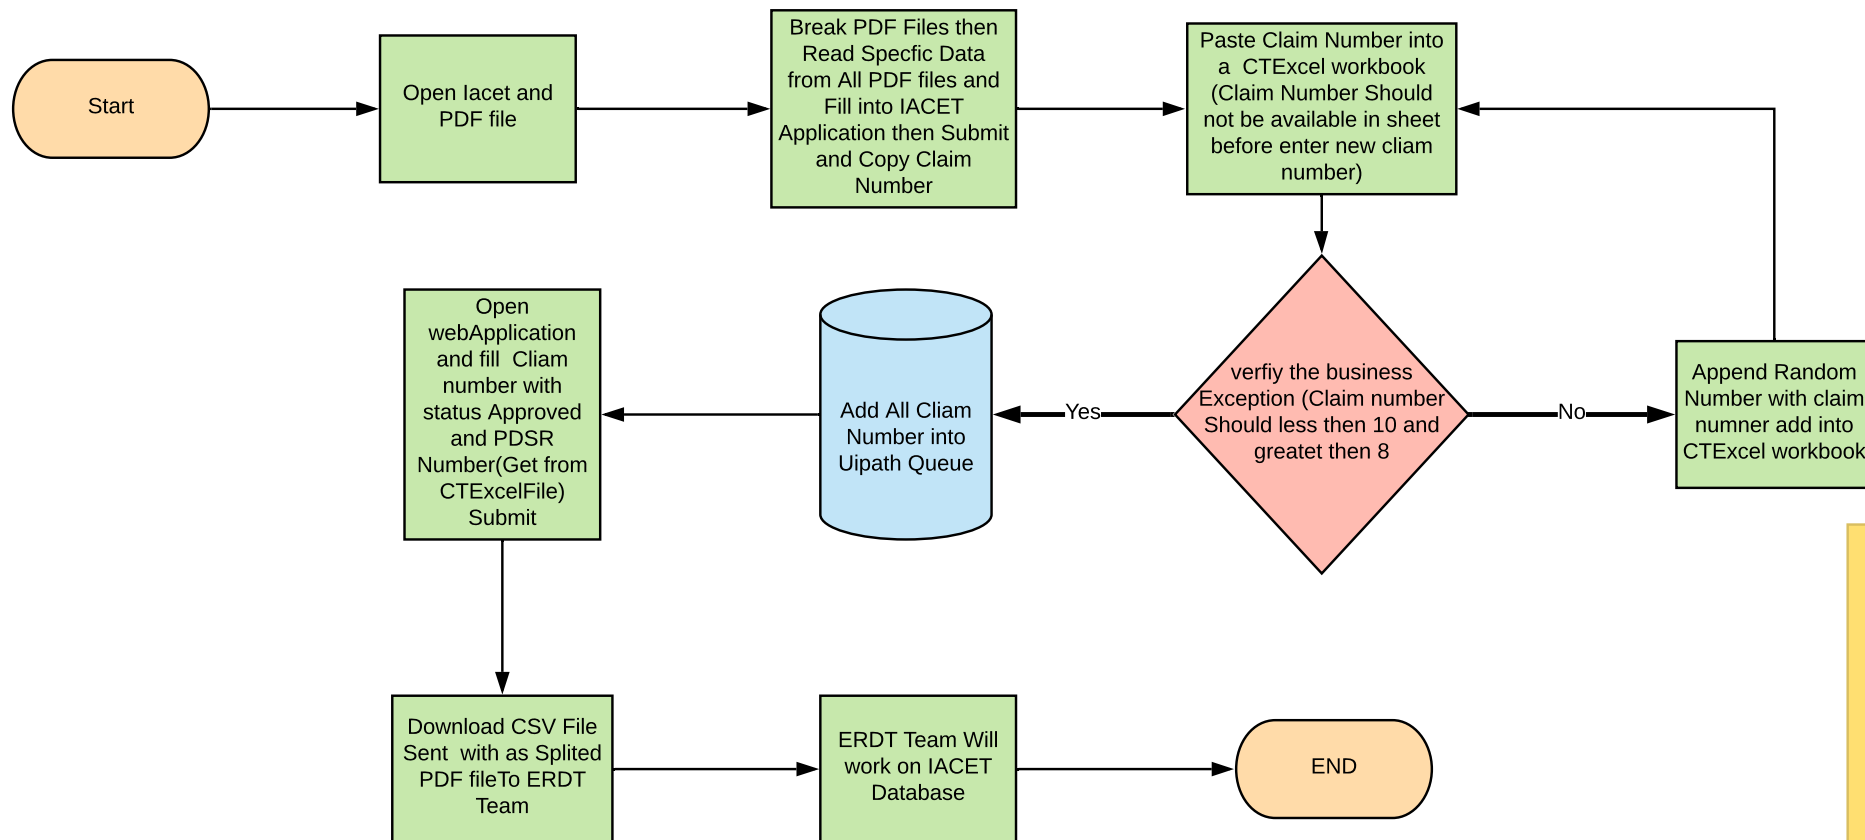 Start
Open Iacet and
PDF file
Break PDF Files then
Read Specfic Data
from All PDF files and
Fill into IACET
Application then Submit
and Copy Claim
Number
Paste Claim Number into
a CTExcel workbook
(Claim Number Should
not be available in sheet
before enter new cliam
number)
verfiy the business
Exception (Claim number
Should less then 10 and
greatet then 8
Yes
No
Append Random
Number with claim
numner add into
CTExcel workbook
Add All Cliam
Number into
Uipath Queue
Open
webApplication
and fill Cliam
number with
status Approved
and PDSR
Number(Get from
CTExcelFile)
Submit
Download CSV File
Sent with as Splited
PDF fileTo ERDT
Team
ERDT Team Will
work on IACET
Database
END